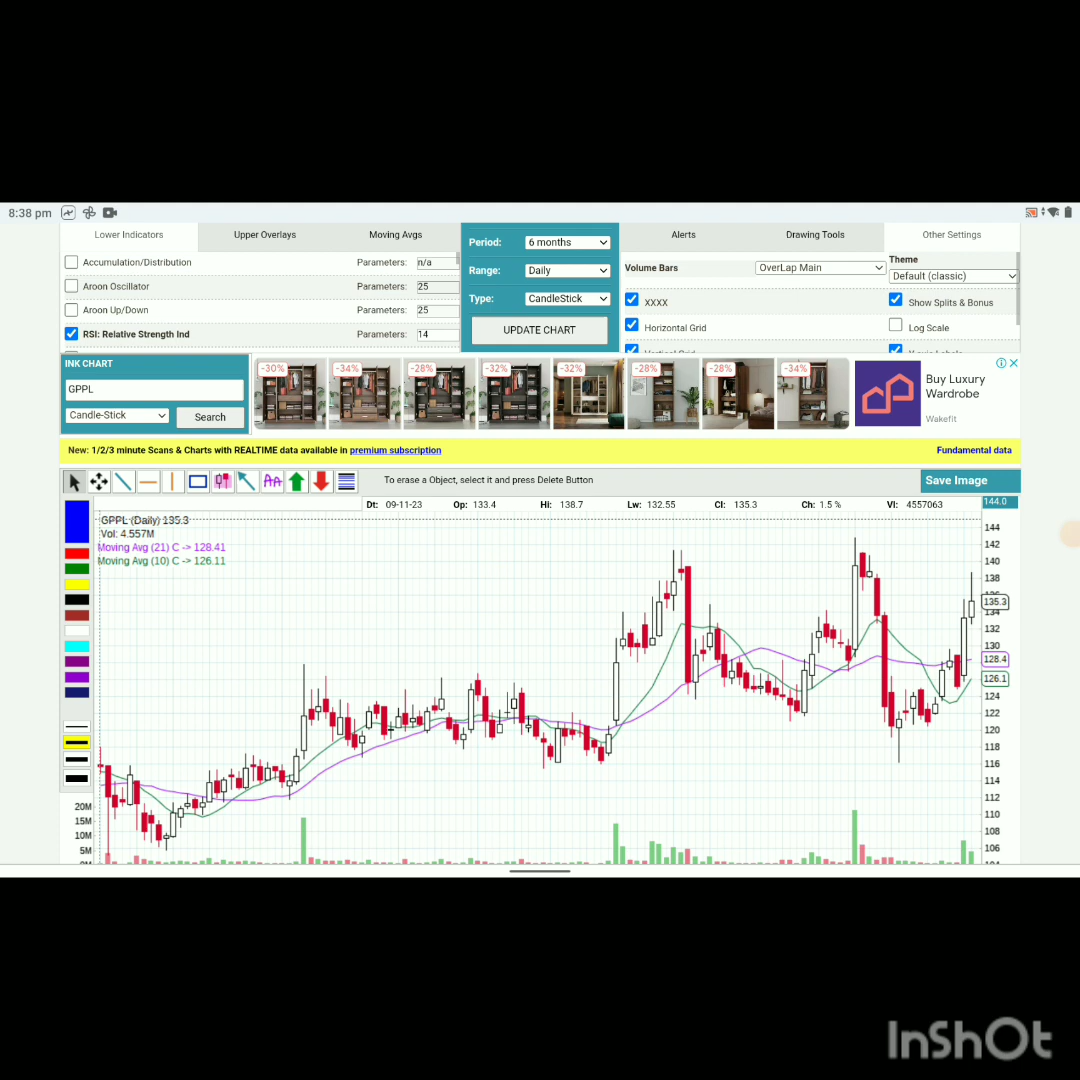 8:38 pm
Lower Indicators Upper Overlays Moving Avgs
Accumulation/Distribution Parameters: n/a
Aroon Oscillator Parameters: 25
Aroon Up/Down Parameters: 25
RSI: Relative Strength Ind Parameters: 14
Period: 6 months
Range: Daily
Type: CandleStick
UPDATE CHART
Alerts Drawing Tools Other Settings
Volume Bars OverLap Main
XXXX
Horizontal Grid
Theme
Default (classic)
Show Splits & Bonus
Log Scale
INK CHART
GPPL
Candle-Stick Search
-30% -34% -28% -32% -32% -28% -28% -34%
Buy Luxury
Wardrobe
Wakefit
New: 1/2/3 minute Scans & Charts with REALTIME data available in premium subscription Fundamental data
To erase a Object, select it and press Delete Button
Save Image
Dt: 09-11-23 Op: 133.4 Hi: 138.7 Lw: 132.55 Cl: 135.3 Ch: 1.5 % Vl: 4557063
144.0
GPPL (Daily) 135.3
Vol: 4.557M
Moving Avg (21) C -> 128.41
Moving Avg (10) C -> 126.11
144
142
140
138
135.3
134
132
130
128.4
126.1
124
122
120
118
116
114
112
110
108
106
20M
15M
10M
5M
InShOt